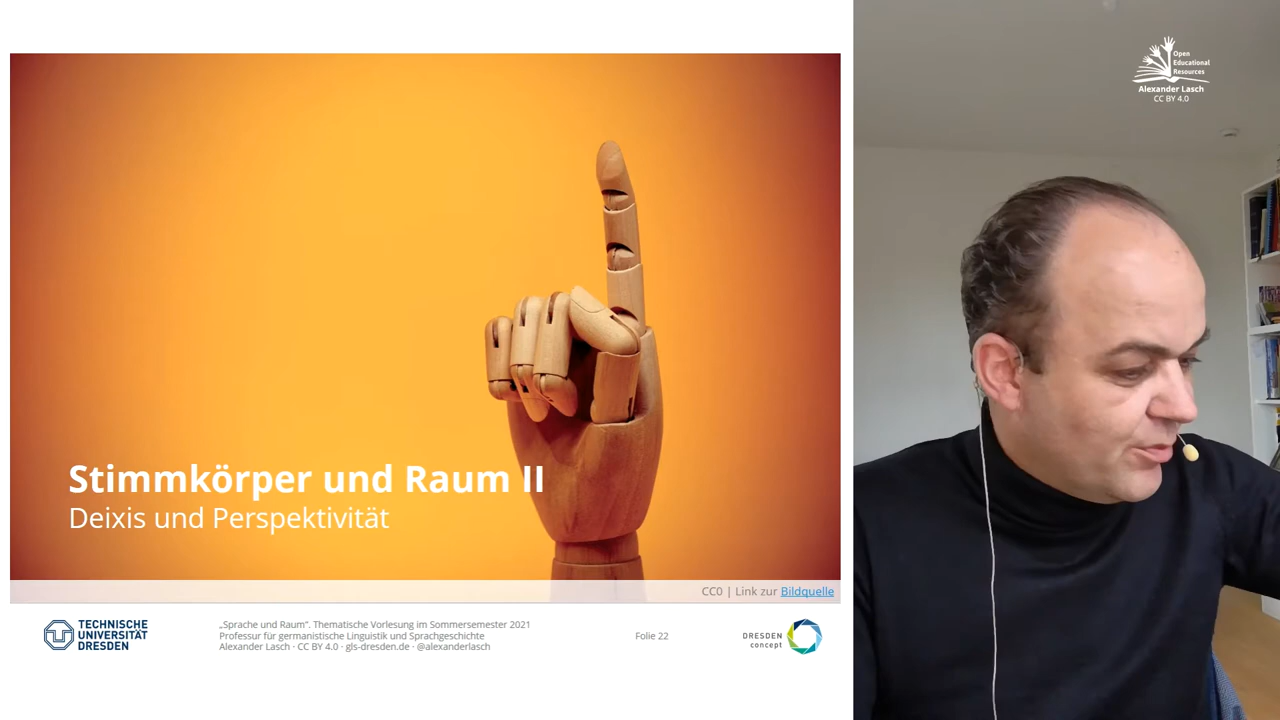 Stimmkörper und Raum II
Deixis und Perspektivität
CC0 | Link zur Bildquelle
TECHNISCHE
UNIVERSITÄT
DRESDEN
„Sprache und Raum“. Thematische Vorlesung im Sommersemester 2021
Professur für germanistische Linguistik und Sprachgeschichte
Alexander Lasch · CC BY 4.0 · gls-dresden.de · @alexanderlasch
Folie 22
DRESDEN
concept
Open
Educational
Resources
Alexander Lasch
CC BY 4.0